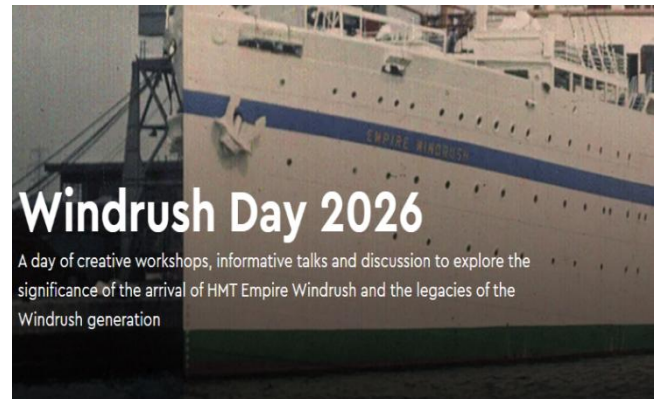 EMPIRE WINDRUSH
Windrush Day 2026
A day of creative workshops, informative talks and discussion to explore the
significance of the arrival of HMT Empire Windrush and the legacies of the
Windrush generation